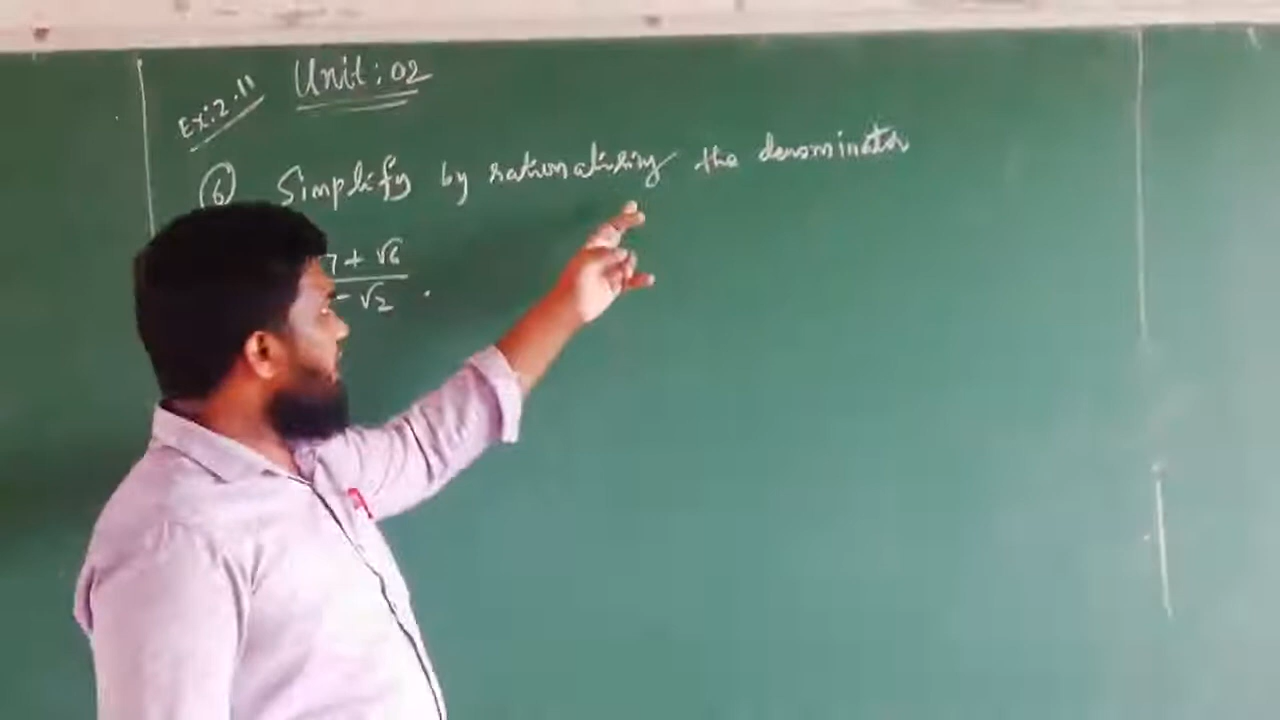 Ex: 2.11
Unit: 02
⑥ Simplify by rationalising the denominator
7 + √6
- √2 .